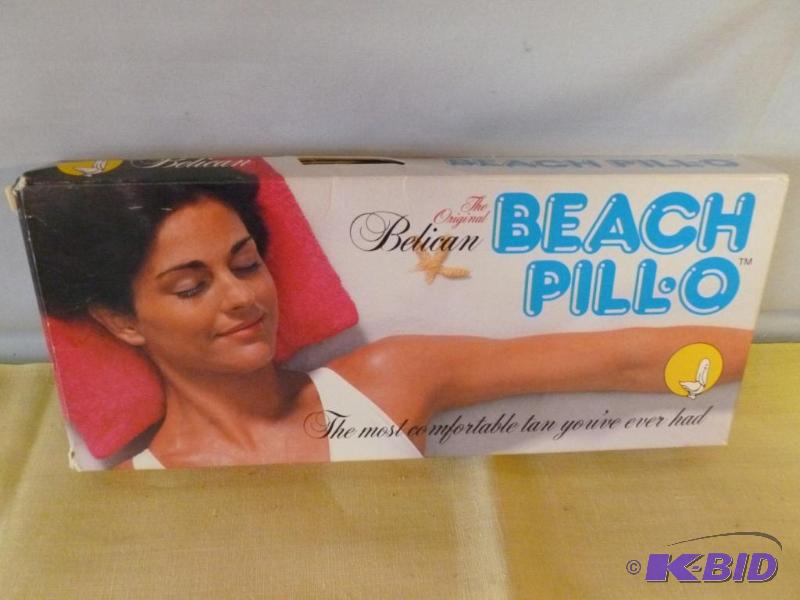 Belican BEACH PILL·O
The
Original
Belican
BEACH
PILL·O™
The most comfortable tan you've ever had
© K-BID